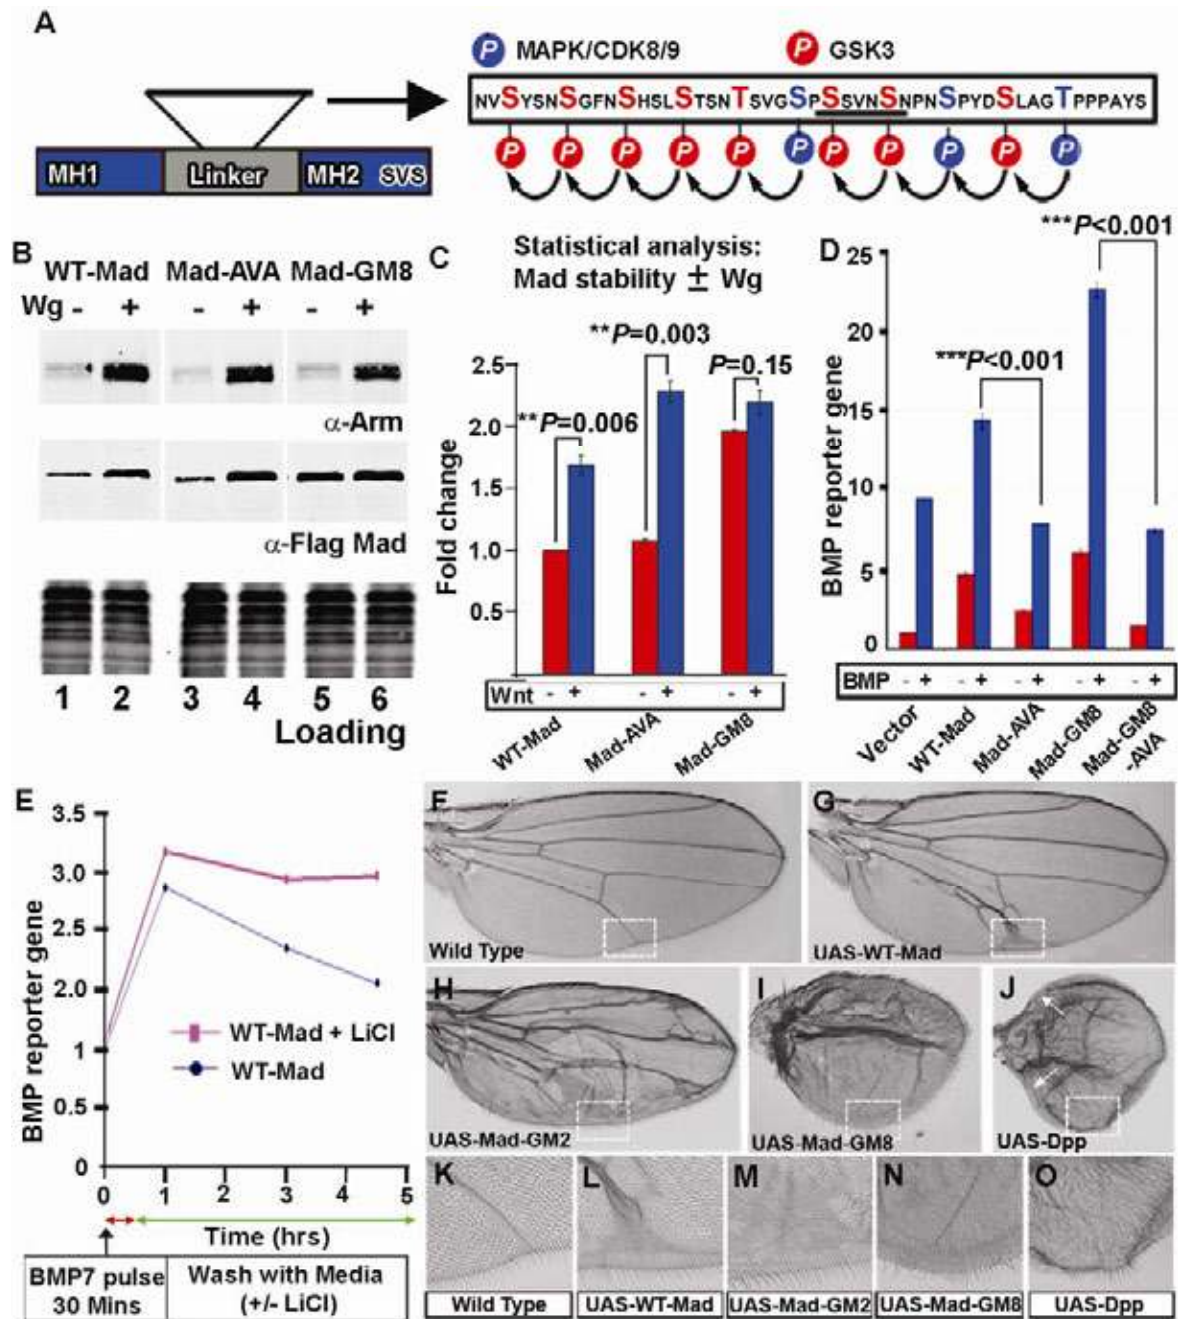 A
P MAPK/CDK8/9 P GSK3
NVSYSNSGFNSHSLSTSNTSVGSPSSVNSNPNSPYDSLAGTPPPAYS
MH1 Linker MH2 SVS
P P P P P P P P P P P
B
WT-Mad Mad-AVA Mad-GM8
Wg - + - + - +
α-Arm
α-Flag Mad
1 2 3 4 5 6
Loading
C
Statistical analysis:
Mad stability ± Wg
Fold change
2.5
2.0
1.5
1.0
0.5
**P=0.006
**P=0.003
P=0.15
Wnt - + - + - +
WT-Mad
Mad-AVA
Mad-GM8
D
BMP reporter gene
25
20
15
5
0
***P<0.001
***P<0.001
BMP - + - + - + - + - +
Vector
WT-Mad
Mad-AVA
Mad-GM8
Mad-GM8
-AVA
E
BMP reporter gene
3.5
3.0
2.5
2.0
1
0.5
0
WT-Mad + LiCl
WT-Mad
0 1 2 3 4 5
Time (hrs)
BMP7 pulse
30 Mins
Wash with Media
(+/- LiCl)
F
Wild Type
G
UAS-WT-Mad
H
UAS-Mad-GM2
I
UAS-Mad-GM8
J
UAS-Dpp
K
Wild Type
L
UAS-WT-Mad
M
UAS-Mad-GM2
N
UAS-Mad-GM8
O
UAS-Dpp